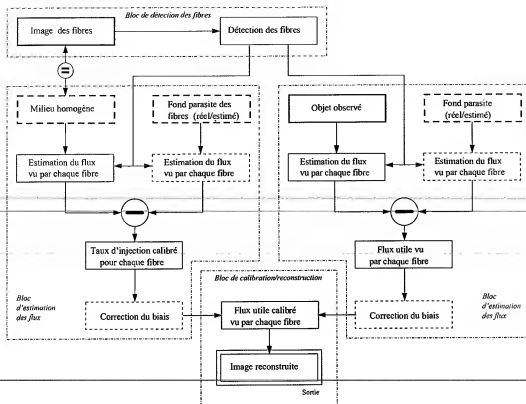 Bloc de détection des fibres
Image des fibres
Détection des fibres
=
Milieu homogène
Fond parasite des
fibres (réel/estimé)
Objet observé
Fond parasite
(réel/estimé)
Estimation du flux
vu par chaque fibre
Estimation du flux
vu par chaque fibre
Estimation du flux
vu par chaque fibre
Estimation du flux
vu par chaque fibre
Taux d'injection calibré
pour chaque fibre
Flux utile vu
par chaque fibre
Bloc de calibration/reconstruction
Bloc
d'estimation
des flux
Correction du biais
Flux utile calibré
vu par chaque fibre
Correction du biais
Bloc
d'estimation
des flux
Image reconstruite
Sortie